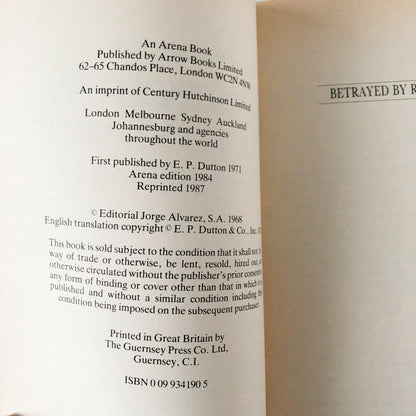 An Arena Book
Published by Arrow Books Limited
62–65 Chandos Place, London WC2N 4NW
An imprint of Century Hutchinson Limited
London Melbourne Sydney Auckland
Johannesburg and agencies
throughout the world
First published by E. P. Dutton 1971
Arena edition 1984
Reprinted 1987
© Editorial Jorge Alvarez, S.A. 1968
English translation copyright © E. P. Dutton & Co., Inc.
This book is sold subject to the condition that it shall not, by
way of trade or otherwise, be lent, resold, hired out, or
otherwise circulated without the publisher's prior consent in
any form of binding or cover other than that in which it is
published and without a similar condition including this
condition being imposed on the subsequent purchaser
Printed in Great Britain by
The Guernsey Press Co. Ltd,
Guernsey, C.I.
ISBN 0 09 934190 5
BETRAYED BY R